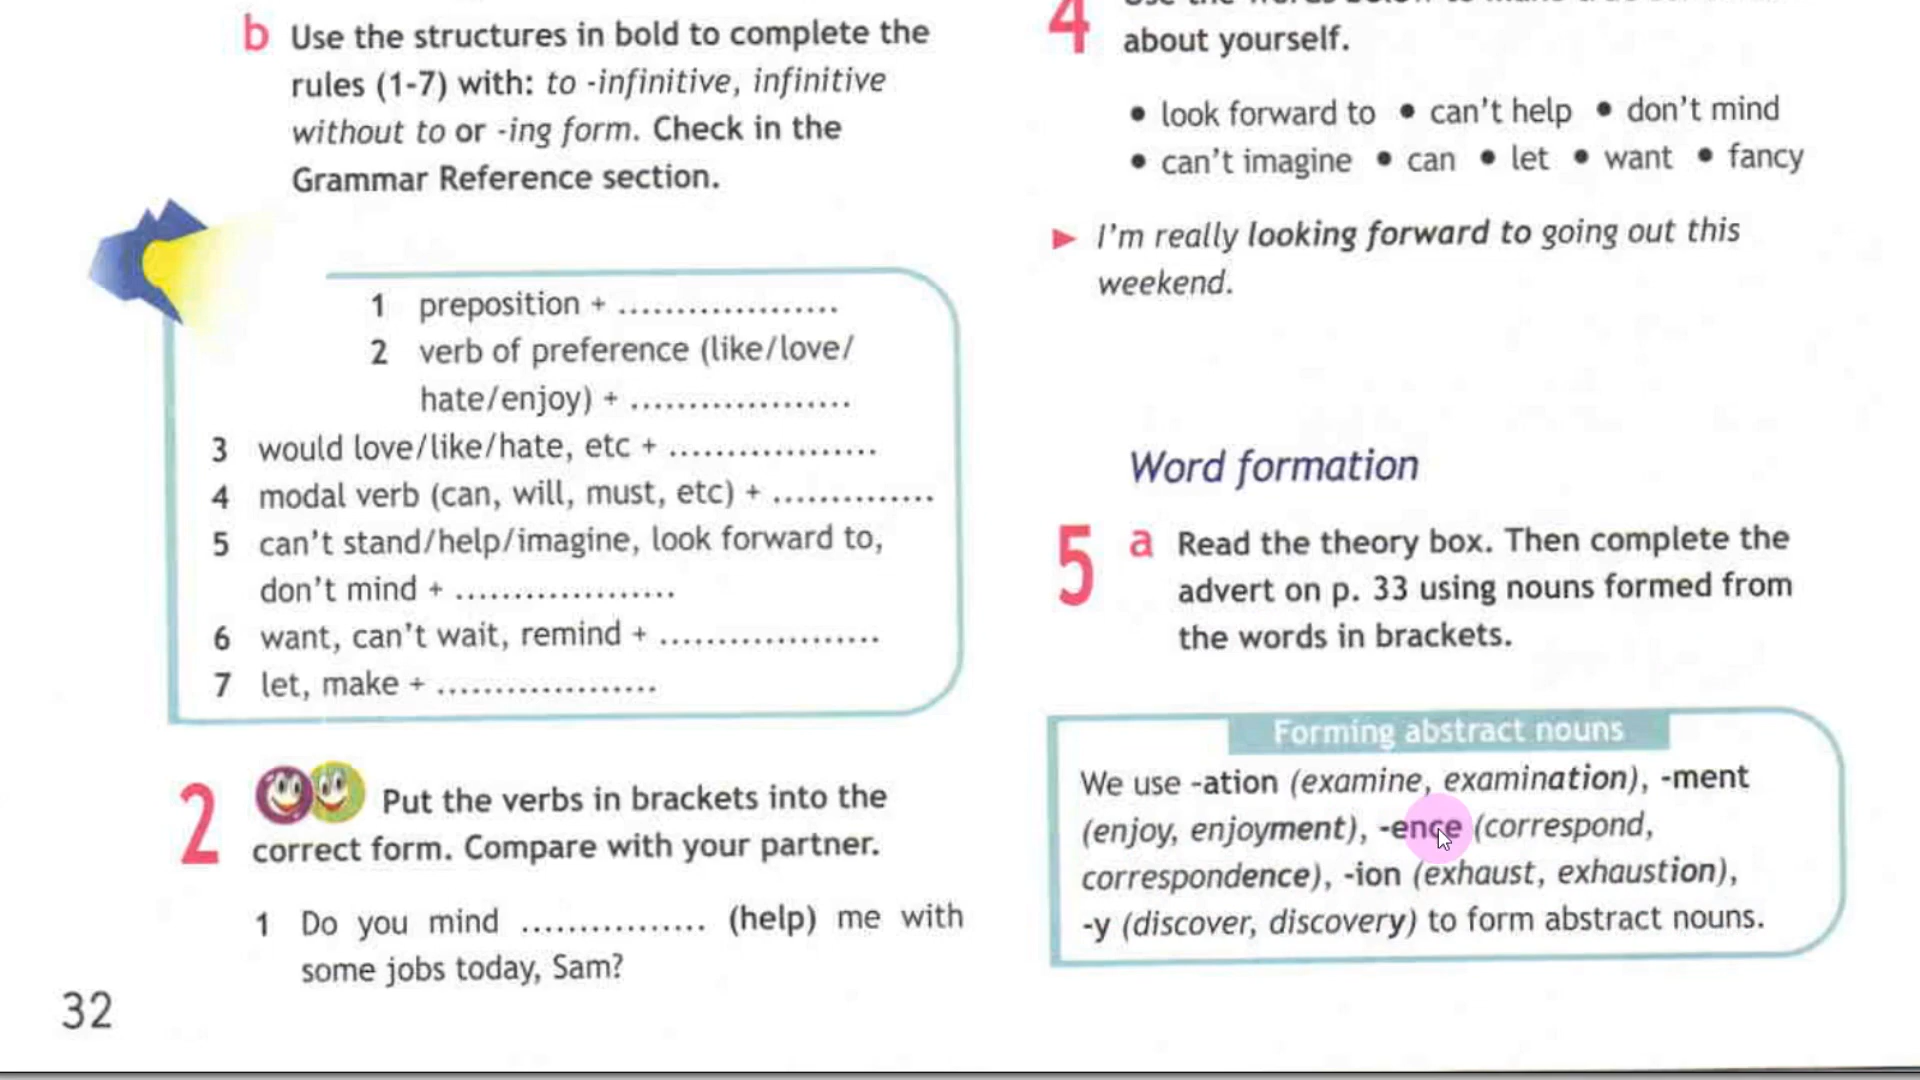 b Use the structures in bold to complete the
rules (1-7) with: to -infinitive, infinitive
without to or -ing form. Check in the
Grammar Reference section.
1 preposition + ...................
2 verb of preference (like/love/
hate/enjoy) + ...................
3 would love/like/hate, etc + ..................
4 modal verb (can, will, must, etc) + ..............
5 can't stand/help/imagine, look forward to,
don't mind + ...................
6 want, can't wait, remind + ...................
7 let, make + ...................
2 Put the verbs in brackets into the
correct form. Compare with your partner.
1 Do you mind ................ (help) me with
some jobs today, Sam?
32
4
about yourself.
• look forward to • can't help • don't mind
• can't imagine • can • let • want • fancy
► I'm really looking forward to going out this
weekend.
Word formation
5 a Read the theory box. Then complete the
advert on p. 33 using nouns formed from
the words in brackets.
Forming abstract nouns
We use -ation (examine, examination), -ment
(enjoy, enjoyment), -ence (correspond,
correspondence), -ion (exhaust, exhaustion),
-y (discover, discovery) to form abstract nouns.